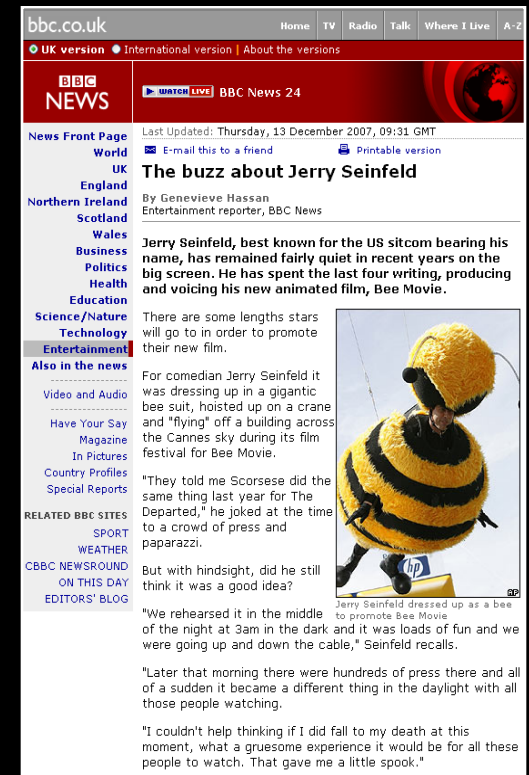 bbc.co.uk
Home TV Radio Talk Where I Live A-Z
UK version International version | About the versions
BBC
NEWS
WATCH LIVE BBC News 24
News Front Page
World
UK
England
Northern Ireland
Scotland
Wales
Business
Politics
Health
Education
Science/Nature
Technology
Entertainment
Also in the news
Video and Audio
Have Your Say
Magazine
In Pictures
Country Profiles
Special Reports
RELATED BBC SITES
SPORT
WEATHER
CBBC NEWSROUND
ON THIS DAY
EDITORS' BLOG
Last Updated: Thursday, 13 December 2007, 09:31 GMT
E-mail this to a friend Printable version
The buzz about Jerry Seinfeld
By Genevieve Hassan
Entertainment reporter, BBC News
Jerry Seinfeld, best known for the US sitcom bearing his
name, has remained fairly quiet in recent years on the
big screen. He has spent the last four writing, producing
and voicing his new animated film, Bee Movie.
There are some lengths stars
will go to in order to promote
their new film.
For comedian Jerry Seinfeld it
was dressing up in a gigantic
bee suit, hoisted up on a crane
and "flying" off a building across
the Cannes sky during its film
festival for Bee Movie.
"They told me Scorsese did the
same thing last year for The
Departed," he joked at the time
to a crowd of press and
paparazzi.
But with hindsight, did he still
think it was a good idea?
hp
AP
Jerry Seinfeld dressed up as a bee
to promote Bee Movie
"We rehearsed it in the middle
of the night at 3am in the dark and it was loads of fun and we
were going up and down the cable," Seinfeld recalls.
"Later that morning there were hundreds of press there and all
of a sudden it became a different thing in the daylight with all
those people watching.
"I couldn't help thinking if I did fall to my death at this
moment, what a gruesome experience it would be for all these
people to watch. That gave me a little spook."